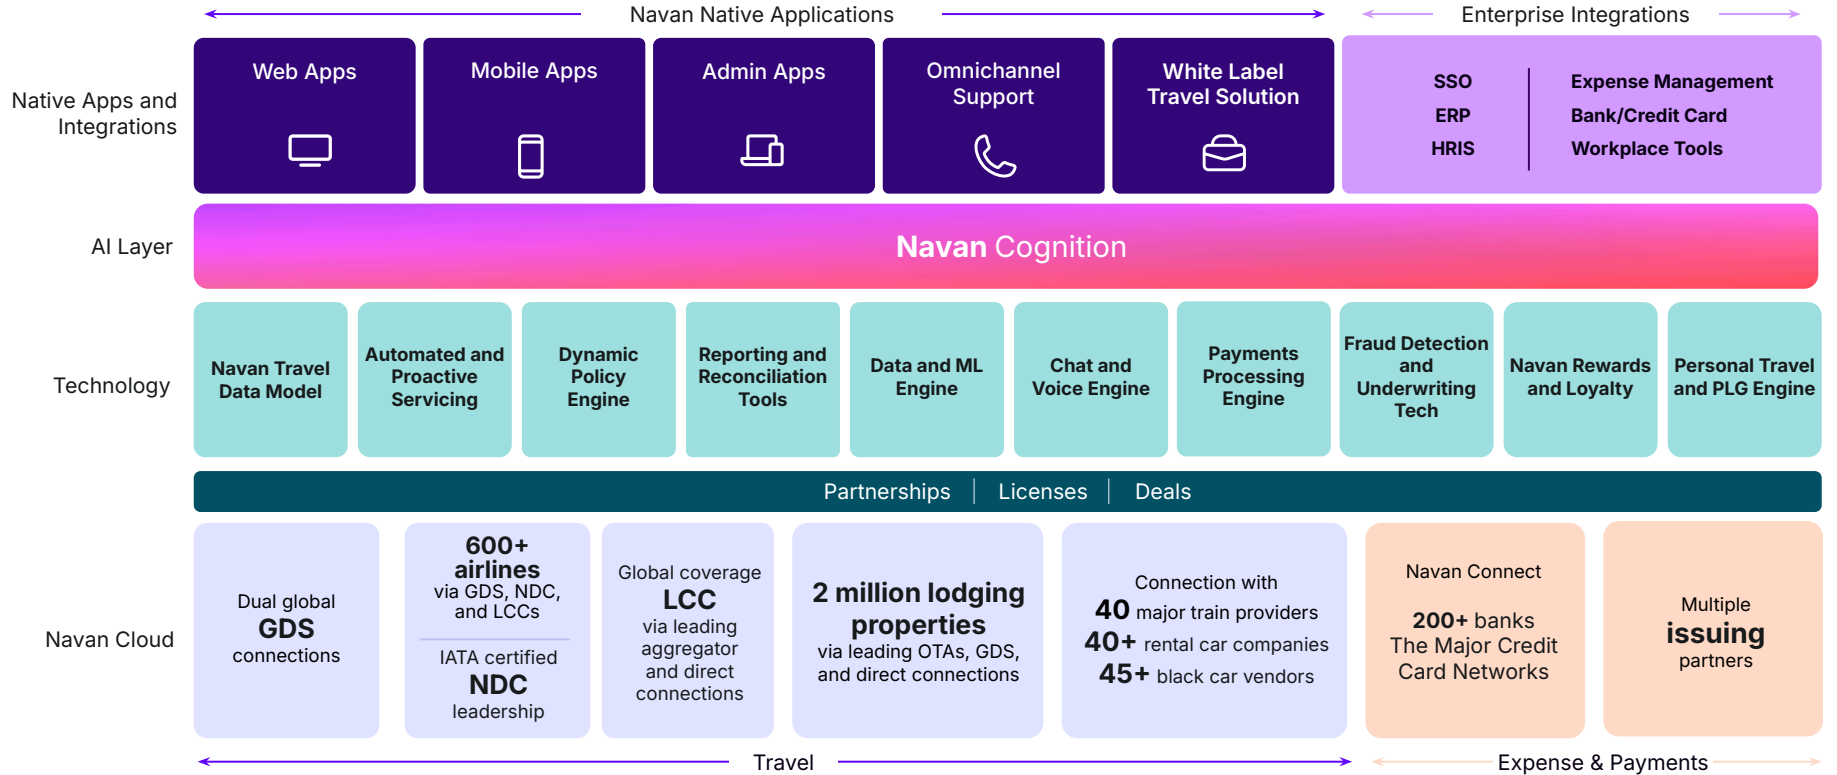 Navan Native Applications
Enterprise Integrations
Native Apps and
Integrations
Web Apps
Mobile Apps
Admin Apps
Omnichannel
Support
White Label
Travel Solution
SSO
ERP
HRIS
Expense Management
Bank/Credit Card
Workplace Tools
AI Layer
Navan Cognition
Technology
Navan Travel
Data Model
Automated and
Proactive
Servicing
Dynamic
Policy
Engine
Reporting and
Reconciliation
Tools
Data and ML
Engine
Chat and
Voice Engine
Payments
Processing
Engine
Fraud Detection
and
Underwriting
Tech
Navan Rewards
and Loyalty
Personal Travel
and PLG Engine
Partnerships | Licenses | Deals
Navan Cloud
Dual global
GDS
connections
600+
airlines
via GDS, NDC,
and LCCs
IATA certified
NDC
leadership
Global coverage
LCC
via leading
aggregator
and direct
connections
2 million lodging
properties
via leading OTAs, GDS,
and direct connections
Connection with
40 major train providers
40+ rental car companies
45+ black car vendors
Navan Connect
200+ banks
The Major Credit
Card Networks
Multiple
issuing
partners
Travel
Expense & Payments